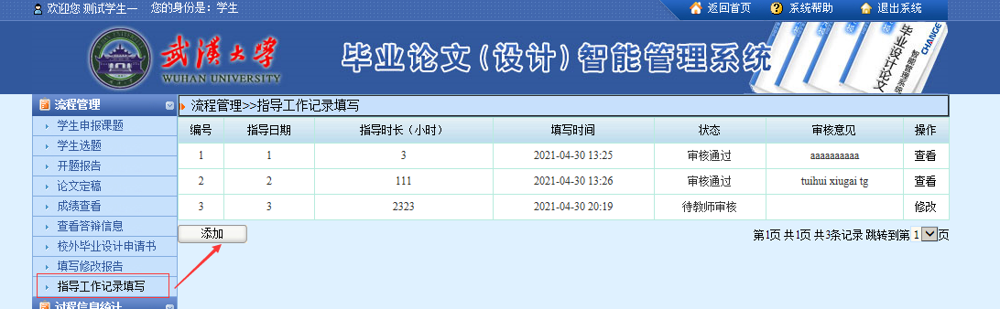 欢迎您 测试学生一 您的身份是：学生 返回首页 系统帮助 退出系统
武汉大学
WUHAN UNIVERSITY
毕业论文(设计)智能管理系统
毕业设计论文
智能管理系统
CHANGE
流程管理
学生申报课题
学生选题
开题报告
论文定稿
成绩查看
查看答辩信息
校外毕业设计申请书
填写修改报告
指导工作记录填写
过程信息统计
流程管理>>指导工作记录填写
编号 指导日期 指导时长（小时） 填写时间 状态 审核意见 操作
1 1 3 2021-04-30 13:25 审核通过 aaaaaaaaaa 查看
2 2 111 2021-04-30 13:26 审核通过 tuihui xiugai tg 查看
3 3 2323 2021-04-30 20:19 待教师审核 修改
添加
第1页 共1页 共3条记录 跳转到第 1 页